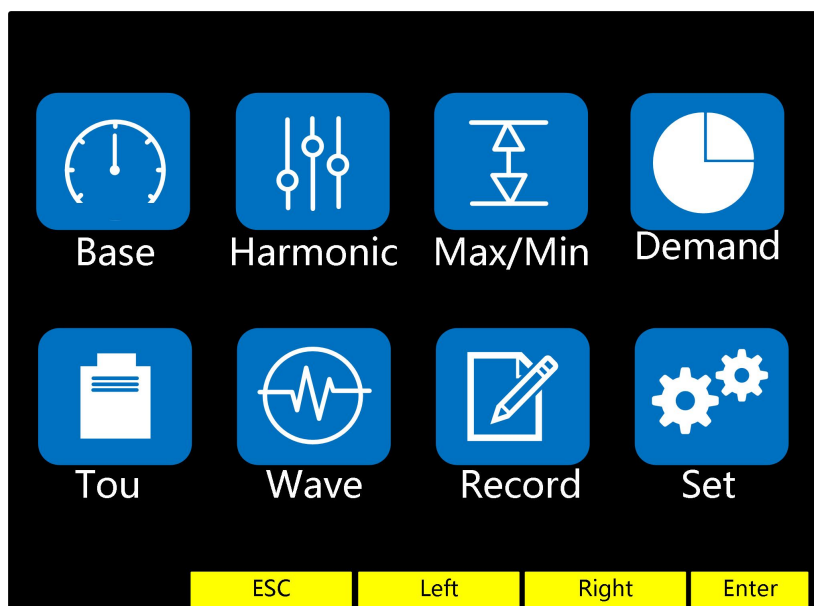 Base Harmonic Max/Min Demand
Tou Wave Record Set
ESC Left Right Enter